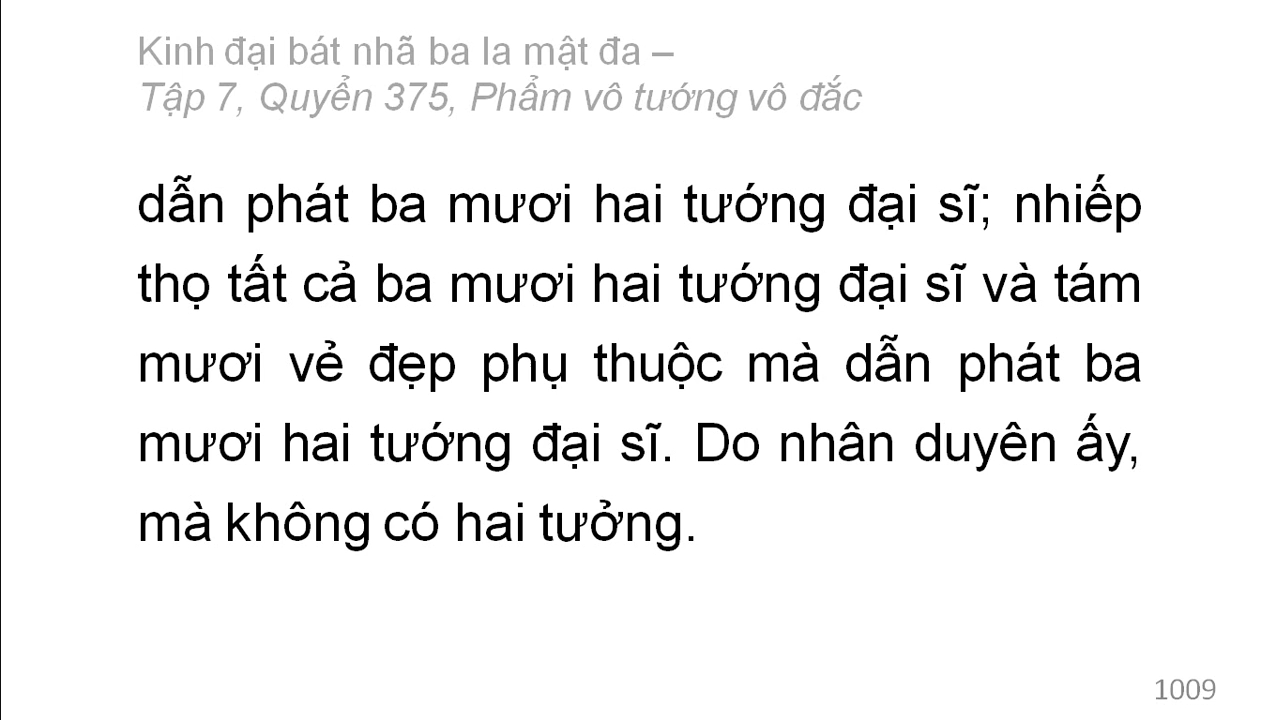 Kinh đại bát nhã ba la mật đa –
Tập 7, Quyển 375, Phẩm vô tướng vô đắc
dẫn phát ba mươi hai tướng đại sĩ; nhiếp
thọ tất cả ba mươi hai tướng đại sĩ và tám
mươi vẻ đẹp phụ thuộc mà dẫn phát ba
mươi hai tướng đại sĩ. Do nhân duyên ấy,
mà không có hai tưởng.
1009